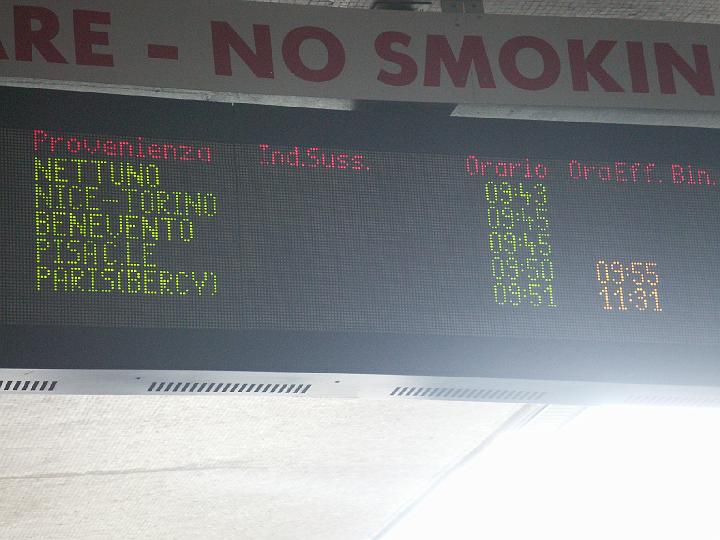 ARE - NO SMOKIN
Provenienza Ind.Suss. Orario OraEff. Bin.
NETTUNO 09:43
NICE-TORINO 09:45
BENEVENTO 09:45
PISAC.LE 09:50 09:55
PARIS(BERCY) 09:51 11:31